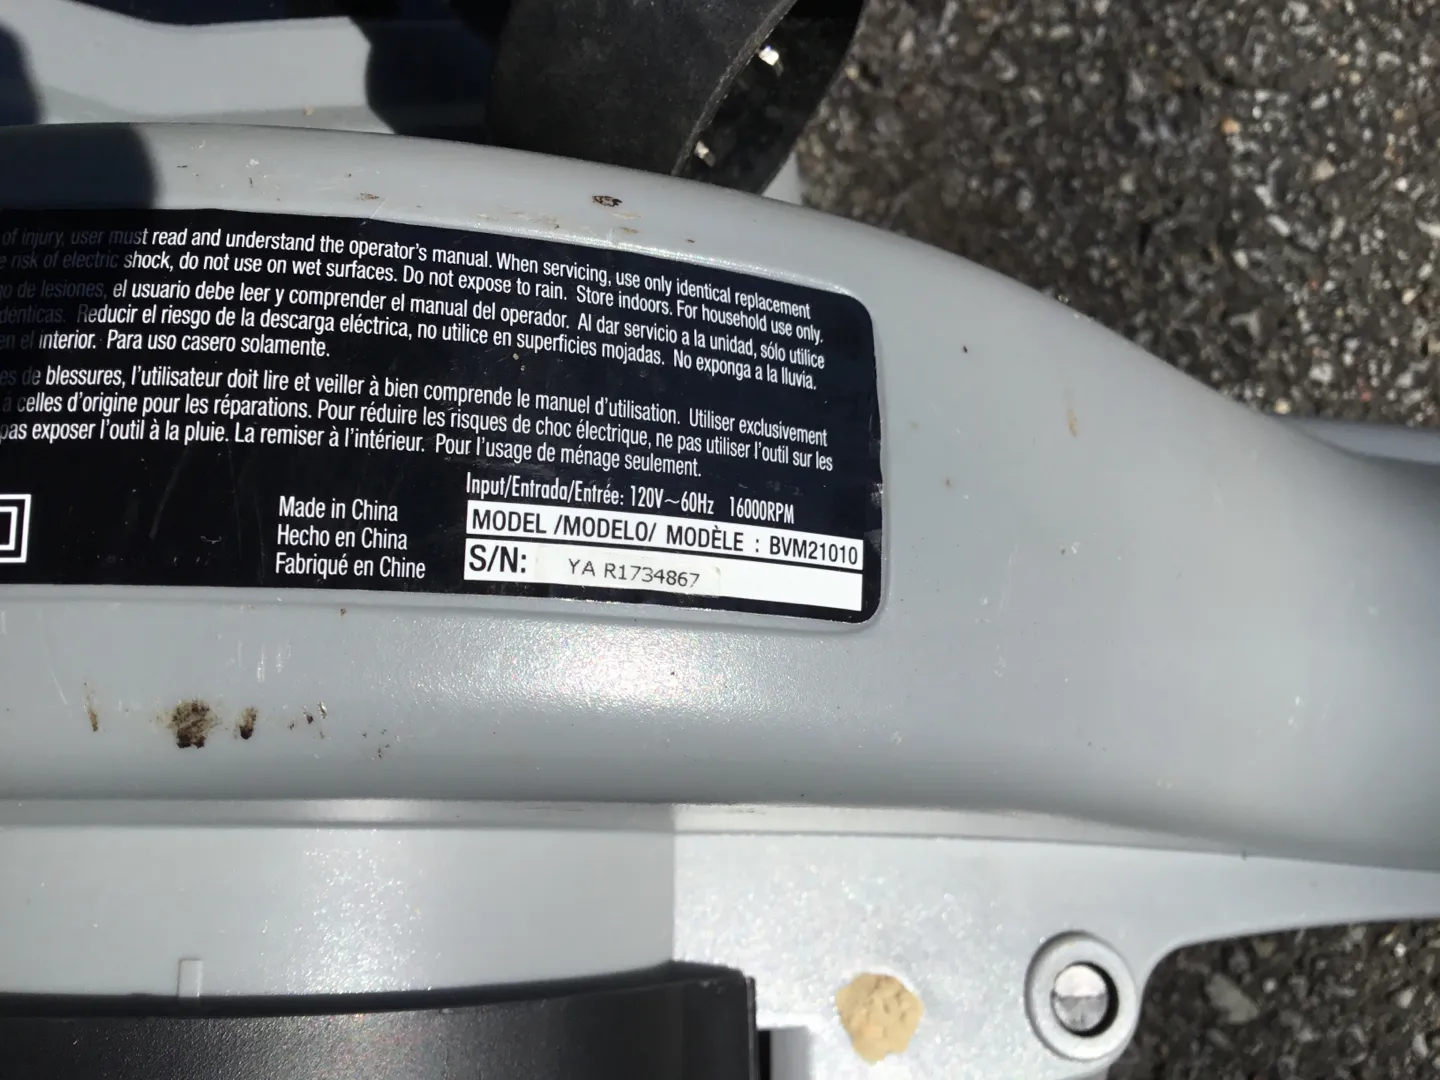 of injury, user must read and understand the operator's manual. When servicing, use only identical replacement
risk of electric shock, do not use on wet surfaces. Do not expose to rain. Store indoors. For household use only.
de lesiones, el usuario debe leer y comprender el manual del operador. Al dar servicio a la unidad, sólo utilice
idénticas. Reducir el riesgo de la descarga eléctrica, no utilice en superficies mojadas. No exponga a la lluvia.
en el interior. Para uso casero solamente.
de blessures, l'utilisateur doit lire et veiller à bien comprende le manuel d'utilisation. Utiliser exclusivement
à celles d'origine pour les réparations. Pour réduire les risques de choc électrique, ne pas utiliser l'outil sur les
pas exposer l'outil à la pluie. La remiser à l'intérieur. Pour l'usage de ménage seulement.
Input/Entrada/Entrée: 120V~60Hz 16000RPM
Made in China
Hecho en China
Fabriqué en Chine
MODEL /MODELO/ MODÈLE : BVM21010
S/N: YA R1734867